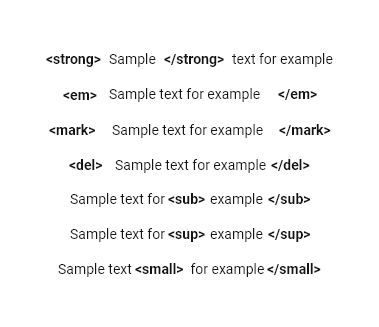 <strong> Sample </strong> text for example
<em> Sample text for example </em>
<mark> Sample text for example </mark>
<del> Sample text for example </del>
Sample text for <sub> example </sub>
Sample text for <sup> example </sup>
Sample text <small> for example </small>